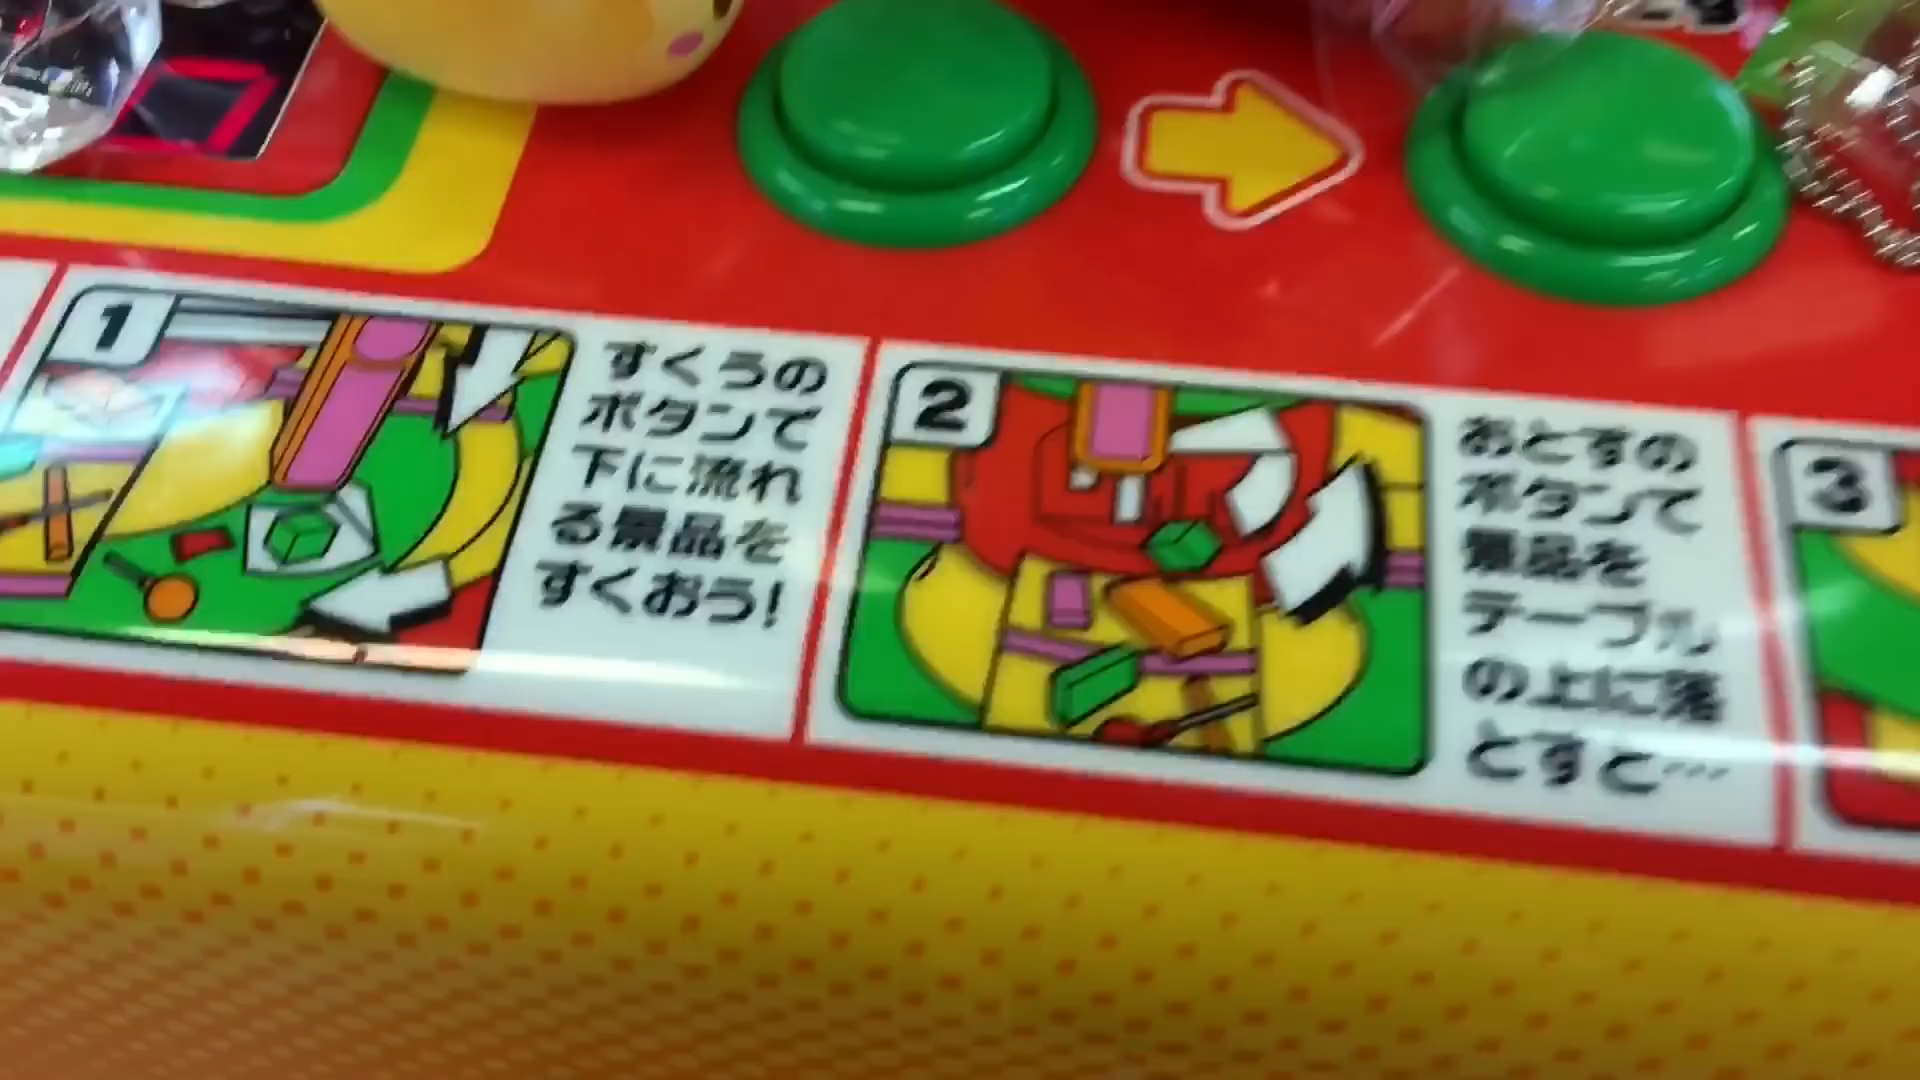 7
1
すくうの
ボタンで
下に流れ
る景品を
すくおう!
2
おとすの
ボタンで
景品を
テーブル
の上に落
とすと…
3